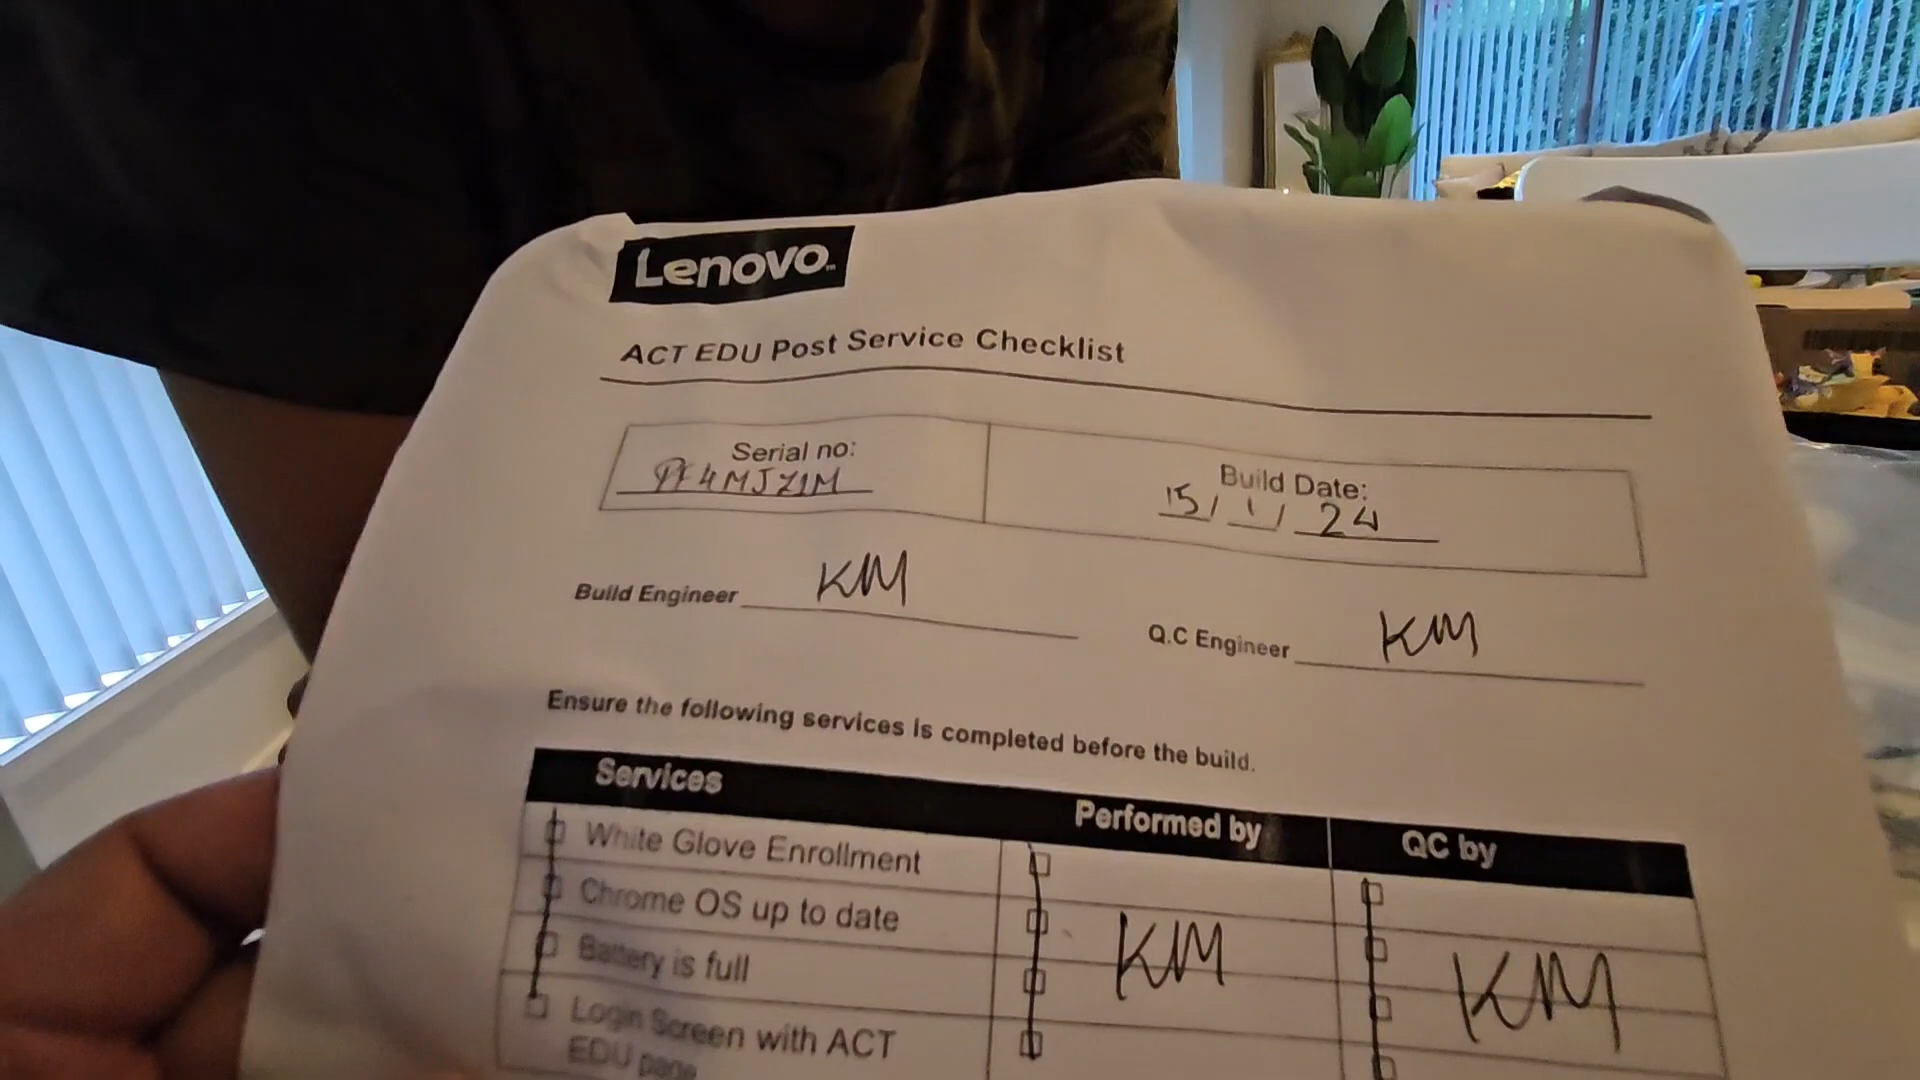 Lenovo
ACT EDU Post Service Checklist
Serial no:
PF4MJZ1M
Build Date:
15/1/24
Build Engineer KM
Q.C Engineer KM
Ensure the following services is completed before the build.
Services Performed by QC by
White Glove Enrollment
Chrome OS up to date
KM KM
Battery is full
Login Screen with ACT
EDU page